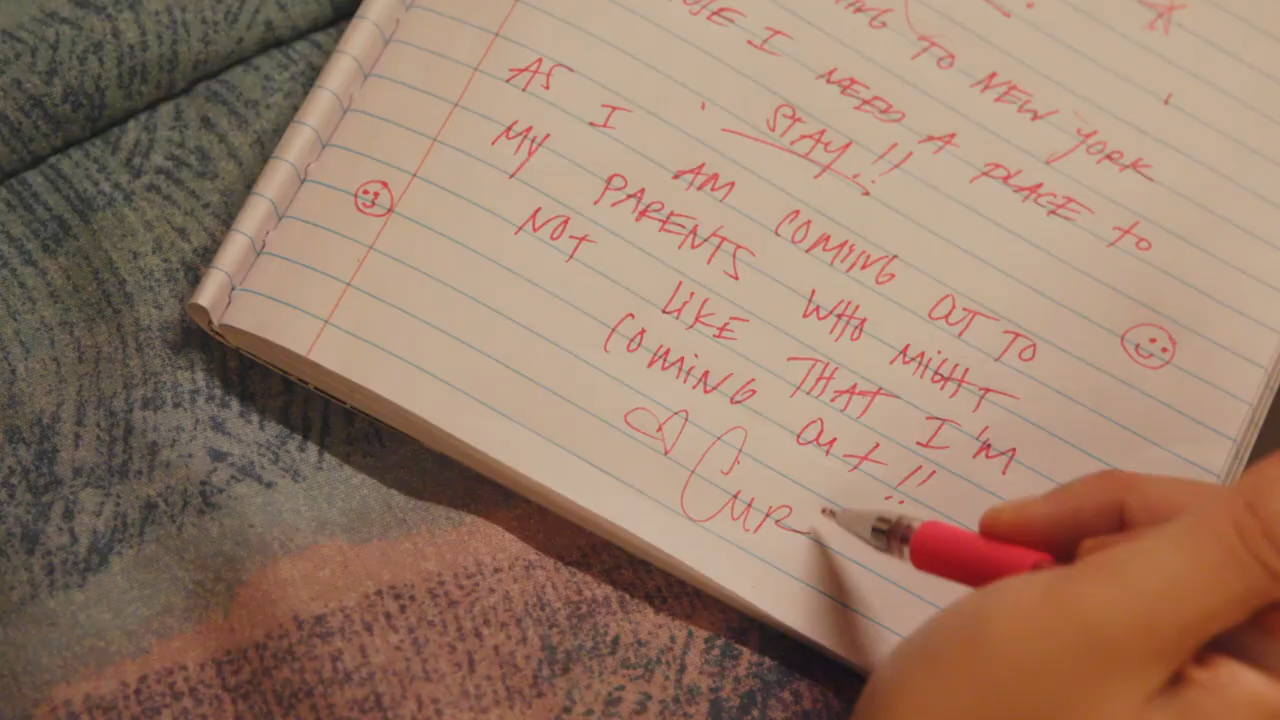 TO NEW YORK
I NEED A PLACE TO
STAY!!
AS I AM COMING OUT TO
MY PARENTS WHO MIGHT
NOT LIKE THAT I'M
COMING OUT!!
CUR